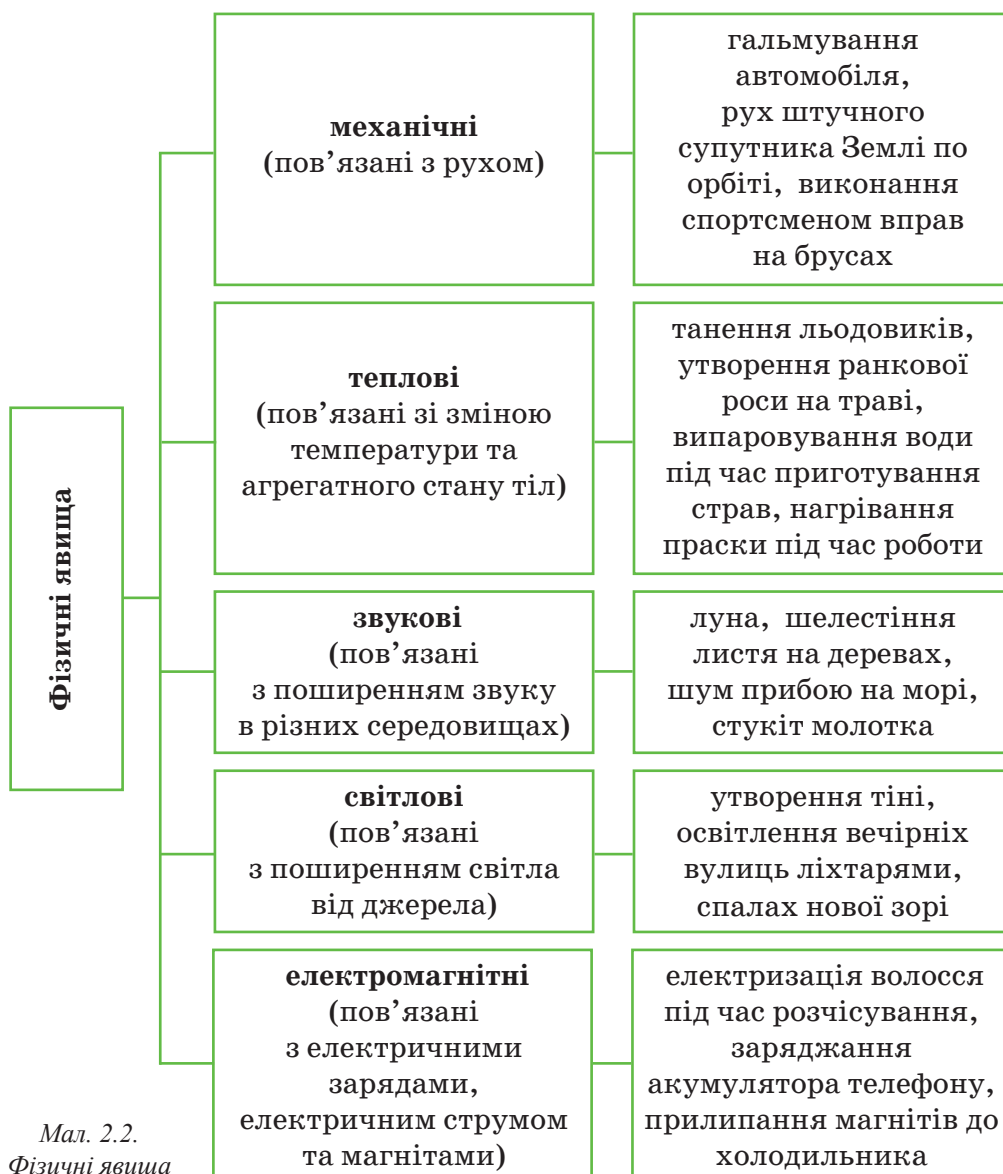 Фізичні явища
механічні
(пов’язані з рухом)
гальмування
автомобіля,
рух штучного
супутника Землі по
орбіті, виконання
спортсменом вправ
на брусах
теплові
(пов’язані зі зміною
температури та
агрегатного стану тіл)
танення льодовиків,
утворення ранкової
роси на траві,
випаровування води
під час приготування
страв, нагрівання
праски під час роботи
звукові
(пов’язані
з поширенням звуку
в різних середовищах)
луна, шелестіння
листя на деревах,
шум прибою на морі,
стукіт молотка
світлові
(пов’язані
з поширенням світла
від джерела)
утворення тіні,
освітлення вечірніх
вулиць ліхтарями,
спалах нової зорі
електромагнітні
(пов’язані
з електричними
зарядами,
електричним струмом
та магнітами)
електризація волосся
під час розчісування,
заряджання
акумулятора телефону,
прилипання магнітів до
холодильника
Мал. 2.2.
Фізичні явища